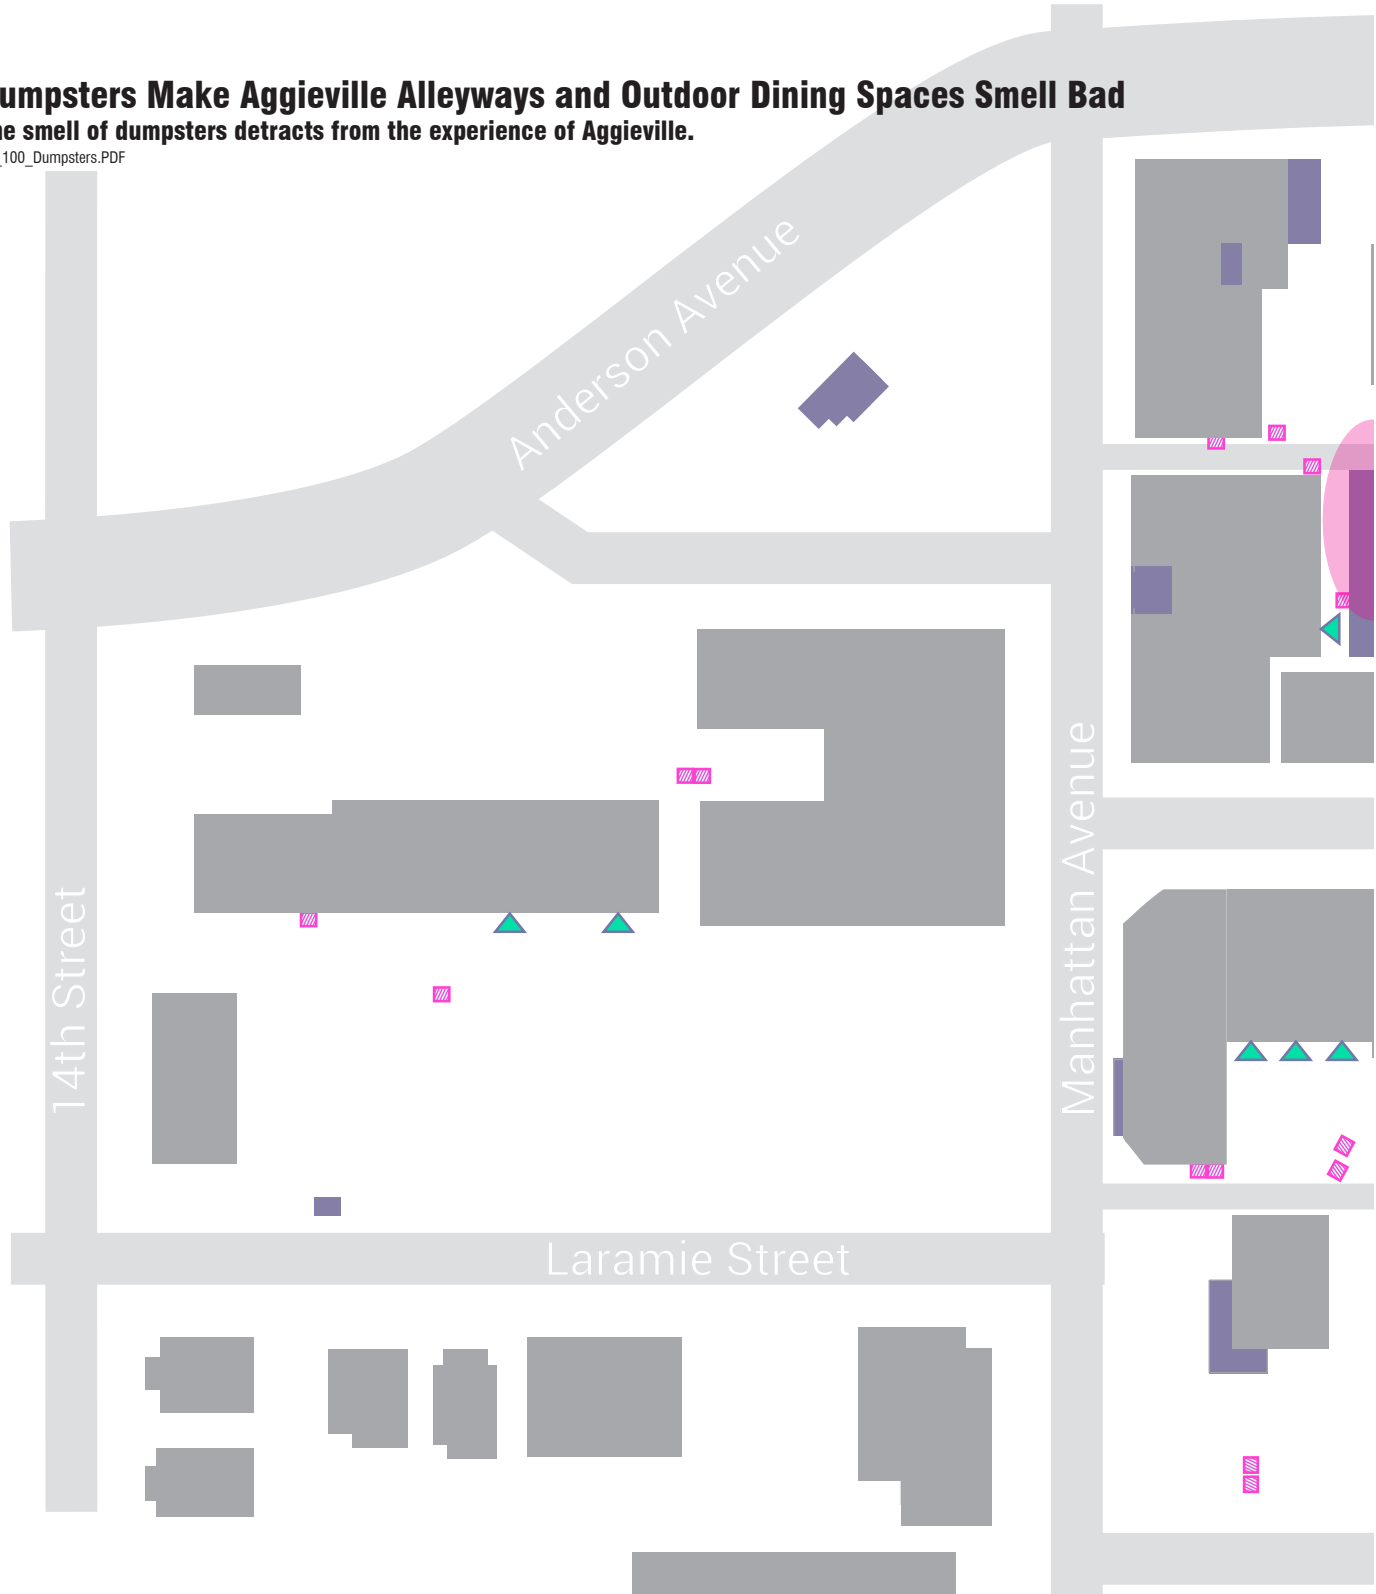 umpsters Make Aggieville Alleyways and Outdoor Dining Spaces Smell Bad
e smell of dumpsters detracts from the experience of Aggieville.
_100_Dumpsters.PDF
Anderson Avenue
Manhattan Avenue
14th Street
Laramie Street